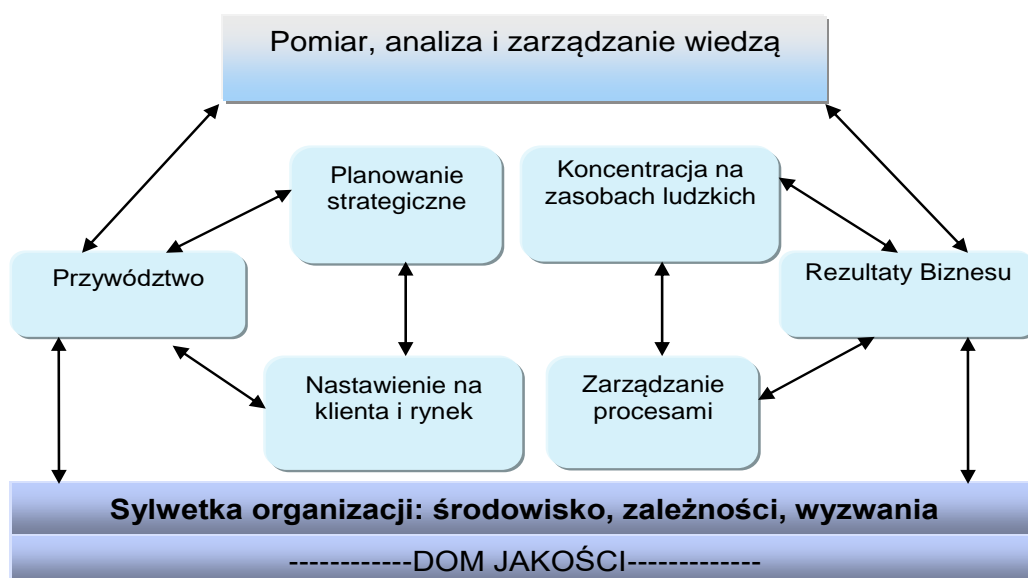 Pomiar, analiza i zarządzanie wiedzą
Planowanie
strategiczne
Koncentracja na
zasobach ludzkich
Przywództwo
Rezultaty Biznesu
Nastawienie na
klienta i rynek
Zarządzanie
procesami
Sylwetka organizacji: środowisko, zależności, wyzwania
------------DOM JAKOŚCI-------------